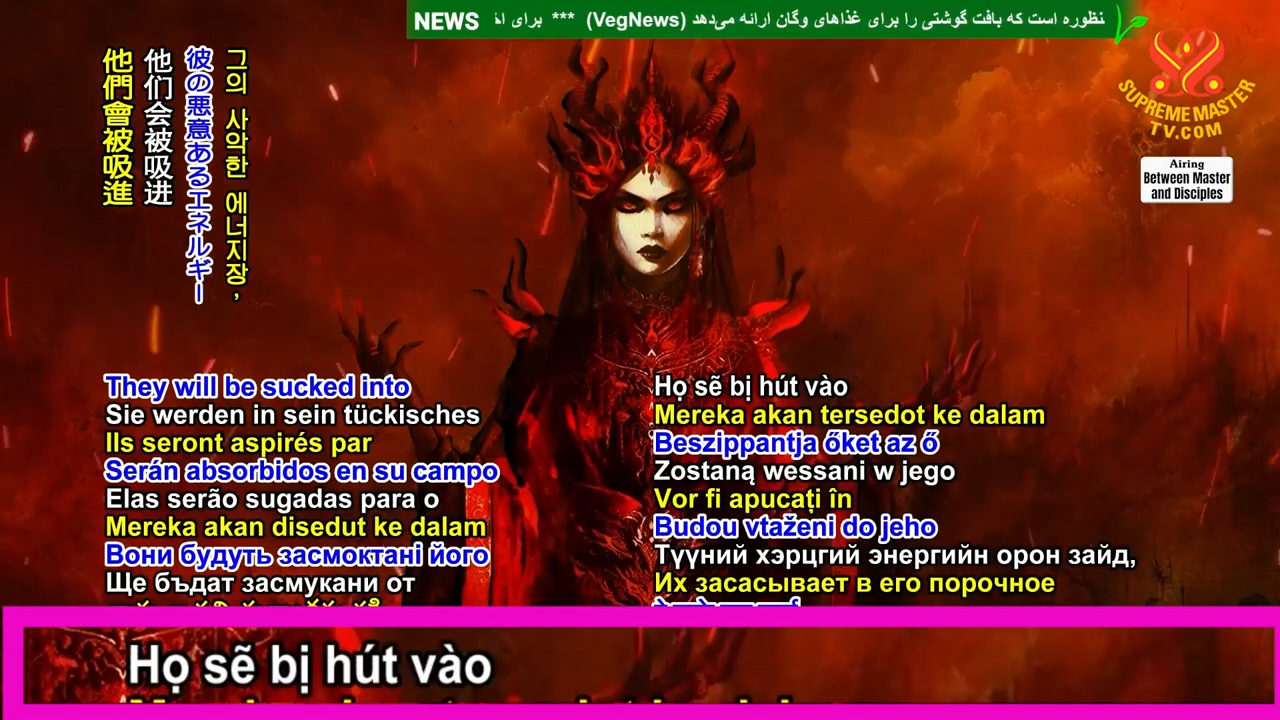 NEWS نظوره است که بافت گوشتی را برای غذاهای وگان ارائه می‌دهد (VegNews) *** برای
SUPREME MASTER
TV.COM
Airing
Between Master
and Disciples
그의 사악한 에너지장,
彼の悪意あるエネルギー
他们会被吸进
他們會被吸進
They will be sucked into
Sie werden in sein tückisches
Ils seront aspirés par
Serán absorbidos en su campo
Elas serão sugadas para o
Mereka akan disedut ke dalam
Вони будуть засмоктані його
Ще бъдат засмукани от
Họ sẽ bị hút vào
Mereka akan tersedot ke dalam
Beszippantja őket az ő
Zostaną wessani w jego
Vor fi apucați în
Budou vtaženi do jeho
Түүний хэрцгий энергийн орон зайд,
Их засасывает в его порочное
Họ sẽ bị hút vào